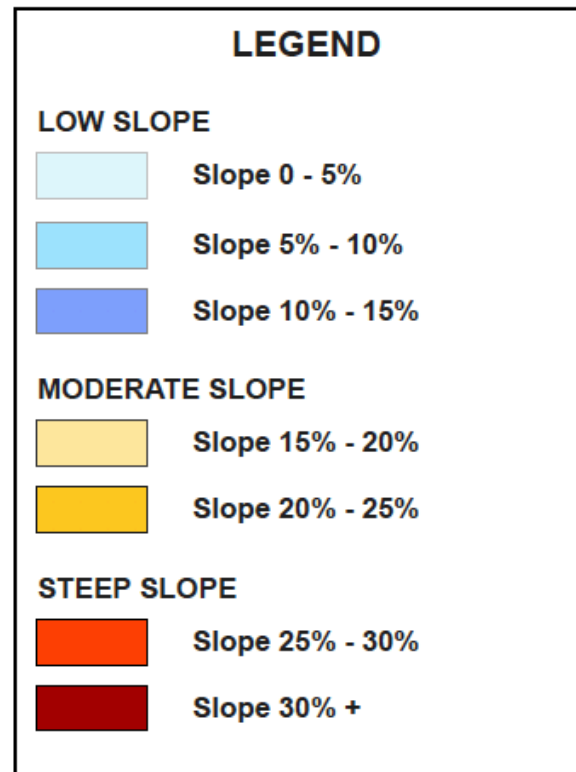 LEGEND
LOW SLOPE
Slope 0 - 5%
Slope 5% - 10%
Slope 10% - 15%
MODERATE SLOPE
Slope 15% - 20%
Slope 20% - 25%
STEEP SLOPE
Slope 25% - 30%
Slope 30% +